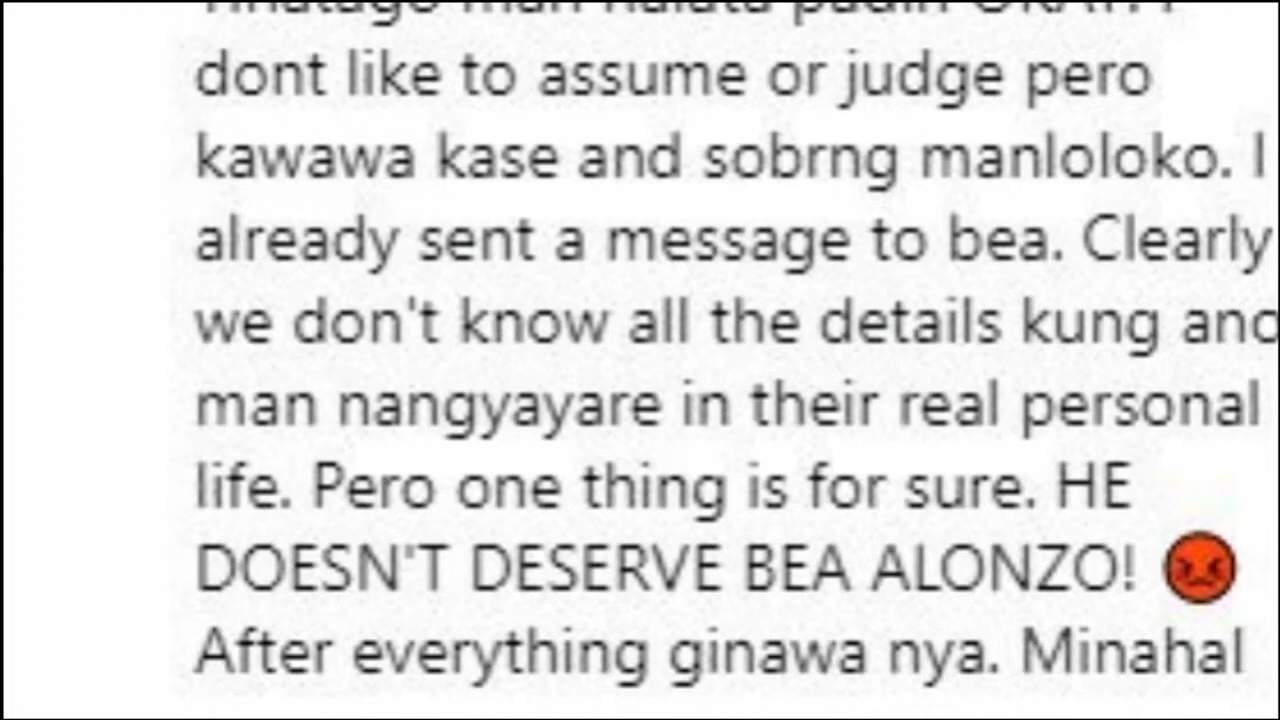 dont like to assume or judge pero
kawawa kase and sobrng manloloko. I
already sent a message to bea. Clearly
we don't know all the details kung ano
man nangyayare in their real personal
life. Pero one thing is for sure. HE
DOESN'T DESERVE BEA ALONZO! 😡
After everything ginawa nya. Minahal